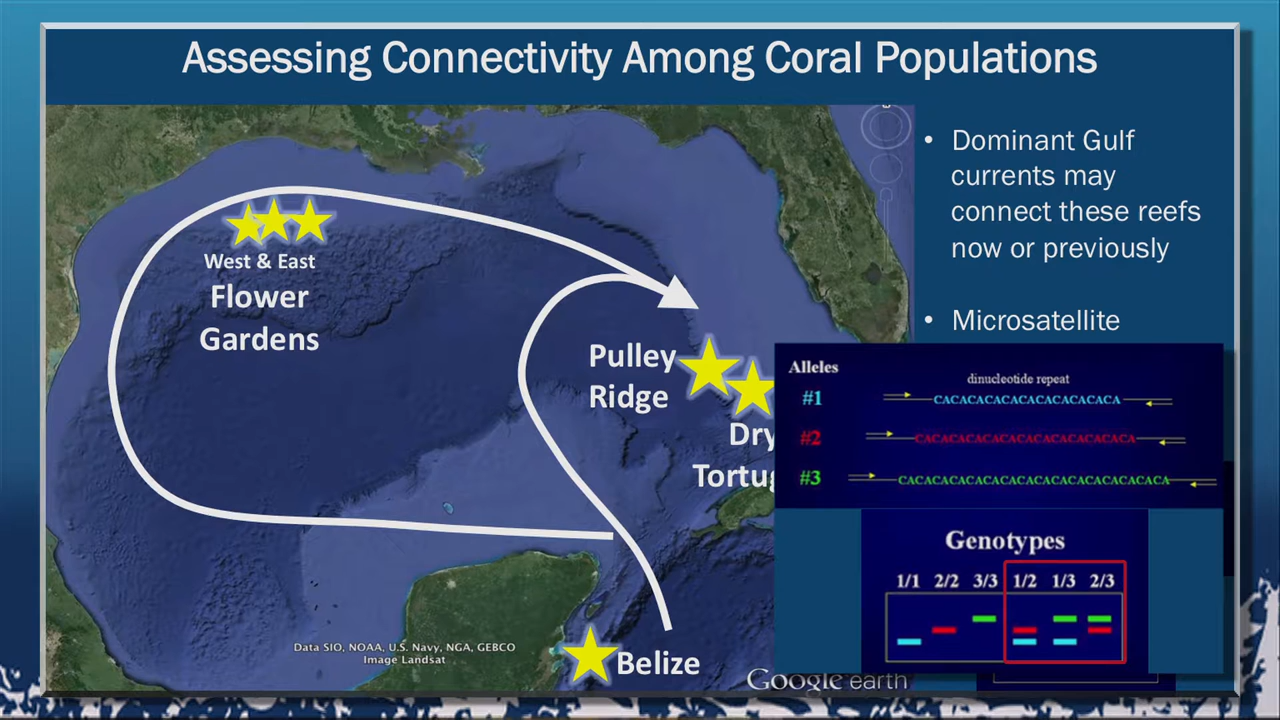 Assessing Connectivity Among Coral Populations
West & East
Flower
Gardens
Pulley
Ridge
Dry
Tortug
Belize
Data SIO, NOAA, U.S. Navy, NGA, GEBCO
Image Landsat
Google earth
• Dominant Gulf
currents may
connect these reefs
now or previously
• Microsatellite
Alleles
dinucleotide repeat
#1 CACACACACACACACACACA
#2 CACACACACACACACACACACACA
#3 CACACACACACACACACACACACACACACA
Genotypes
1/1 2/2 3/3 1/2 1/3 2/3